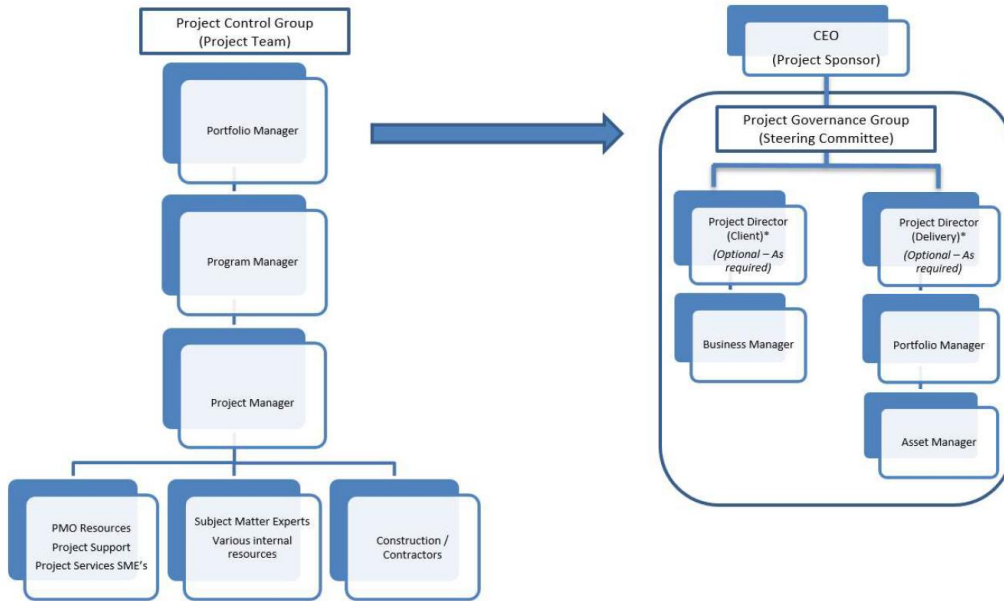 Project Control Group
(Project Team)
Portfolio Manager
Program Manager
Project Manager
PMO Resources
Project Support
Project Services SME's
Subject Matter Experts
Various internal
resources
Construction /
Contractors
CEO
(Project Sponsor)
Project Governance Group
(Steering Committee)
Project Director
(Client)*
(Optional – As
required)
Business Manager
Project Director
(Delivery)*
(Optional – As
required)
Portfolio Manager
Asset Manager